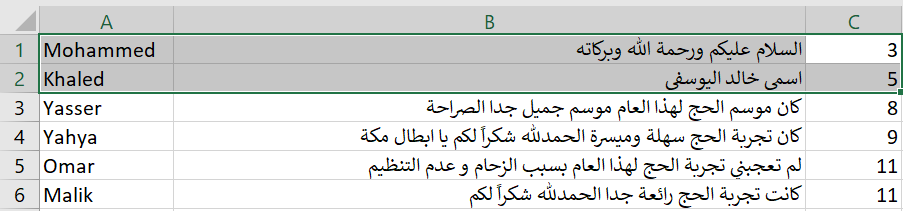 A B C
1 Mohammed السلام عليكم ورحمة الله وبركاته 3
2 Khaled اسمى خالد اليوسفى 5
3 Yasser كان موسم الحج لهذا العام موسم جميل جدا الصراحة 8
4 Yahya كان تجربة الحج سهلة وميسرة الحمدلله شكراً لكم يا ابطال مكة 9
5 Omar لم تعجبني تجربة الحج لهذا العام بسبب الزحام و عدم التنظيم 11
6 Malik كانت تجربة الحج رائعة جدا الحمدلله شكراً لكم 11